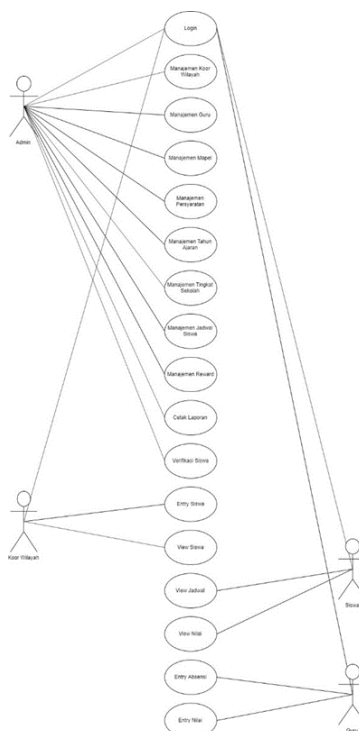 Login
Manajemen Koor
Wilayah
Manajemen Guru
Manajemen Mapel
Manajemen
Persyaratan
Manajemen Tahun
Ajaran
Manajemen Tingkat
Sekolah
Manajemen Jadwal
Siswa
Manajemen Reward
Cetak Laporan
Verifikasi Siswa
Entry Siswa
View Siswa
View Jadwal
View Nilai
Entry Absensi
Entry Nilai
Admin
Koor Wilayah
Siswa
Guru